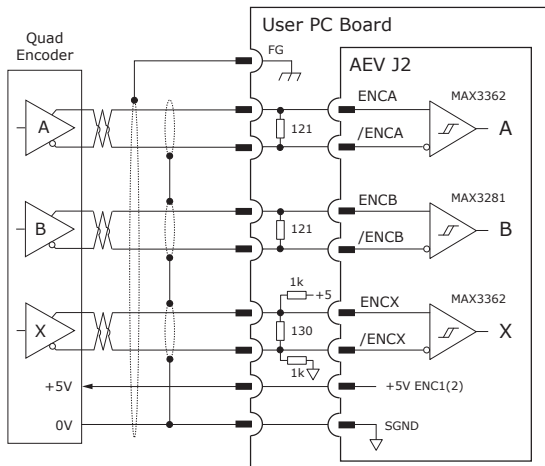 User PC Board
Quad
Encoder
FG
AEV J2
A
121
ENCA
/ENCA
MAX3362
A
B
121
ENCB
/ENCB
MAX3281
B
1k
+5
X
130
1k
ENCX
/ENCX
MAX3362
X
+5V
+5V ENC1(2)
0V
SGND